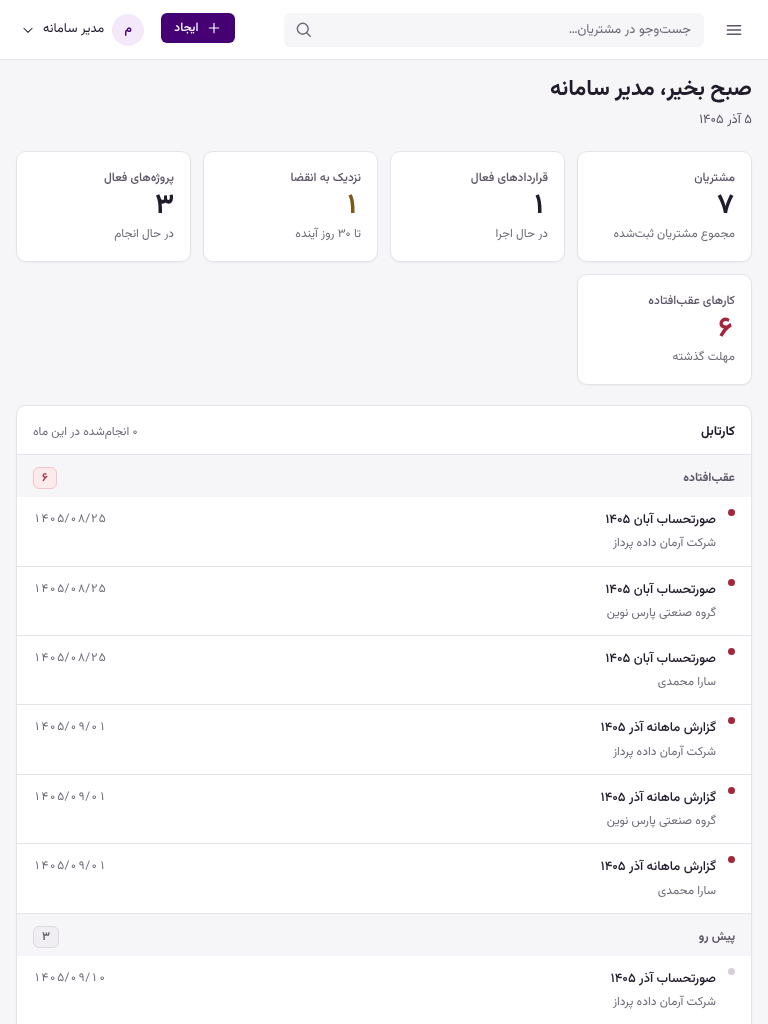 جست‌وجو در مشتریان…
ایجاد
م
مدیر سامانه
صبح بخیر، مدیر سامانه
۵ آذر ۱۴۰۵
مشتریان
۷
مجموع مشتریان ثبت‌شده
قراردادهای فعال
۱
در حال اجرا
نزدیک به انقضا
۱
تا ۳۰ روز آینده
پروژه‌های فعال
۳
در حال انجام
کارهای عقب‌افتاده
۶
مهلت گذشته
کارتابل
۰ انجام‌شده در این ماه
عقب‌افتاده
۶
صورتحساب آبان ۱۴۰۵
۱۴۰۵/۰۸/۲۵
شرکت آرمان داده پرداز
صورتحساب آبان ۱۴۰۵
۱۴۰۵/۰۸/۲۵
گروه صنعتی پارس نوین
صورتحساب آبان ۱۴۰۵
۱۴۰۵/۰۸/۲۵
سارا محمدی
گزارش ماهانه آذر ۱۴۰۵
۱۴۰۵/۰۹/۰۱
شرکت آرمان داده پرداز
گزارش ماهانه آذر ۱۴۰۵
۱۴۰۵/۰۹/۰۱
گروه صنعتی پارس نوین
گزارش ماهانه آذر ۱۴۰۵
۱۴۰۵/۰۹/۰۱
سارا محمدی
پیش رو
۳
صورتحساب آذر ۱۴۰۵
۱۴۰۵/۰۹/۱۰
شرکت آرمان داده پرداز